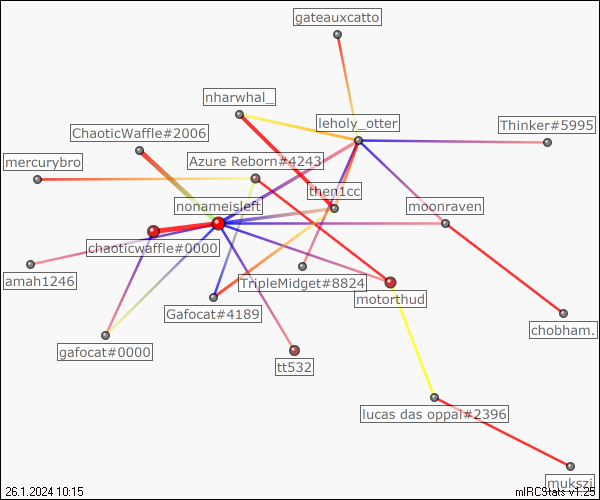 gateauxcatto
nharwhal_
leholy_otter
Thinker#5995
ChaoticWaffle#2006
mercurybro
Azure Reborn#4243
then1cc
nonameisleft
moonraven
chaoticwaffle#0000
amah1246
TripleMidget#8824
motorthud
Gafocat#4189
chobham.
gafocat#0000
tt532
lucas das oppai#2396
mukszi
26.1.2024 10:15
mIRCStats v1.25